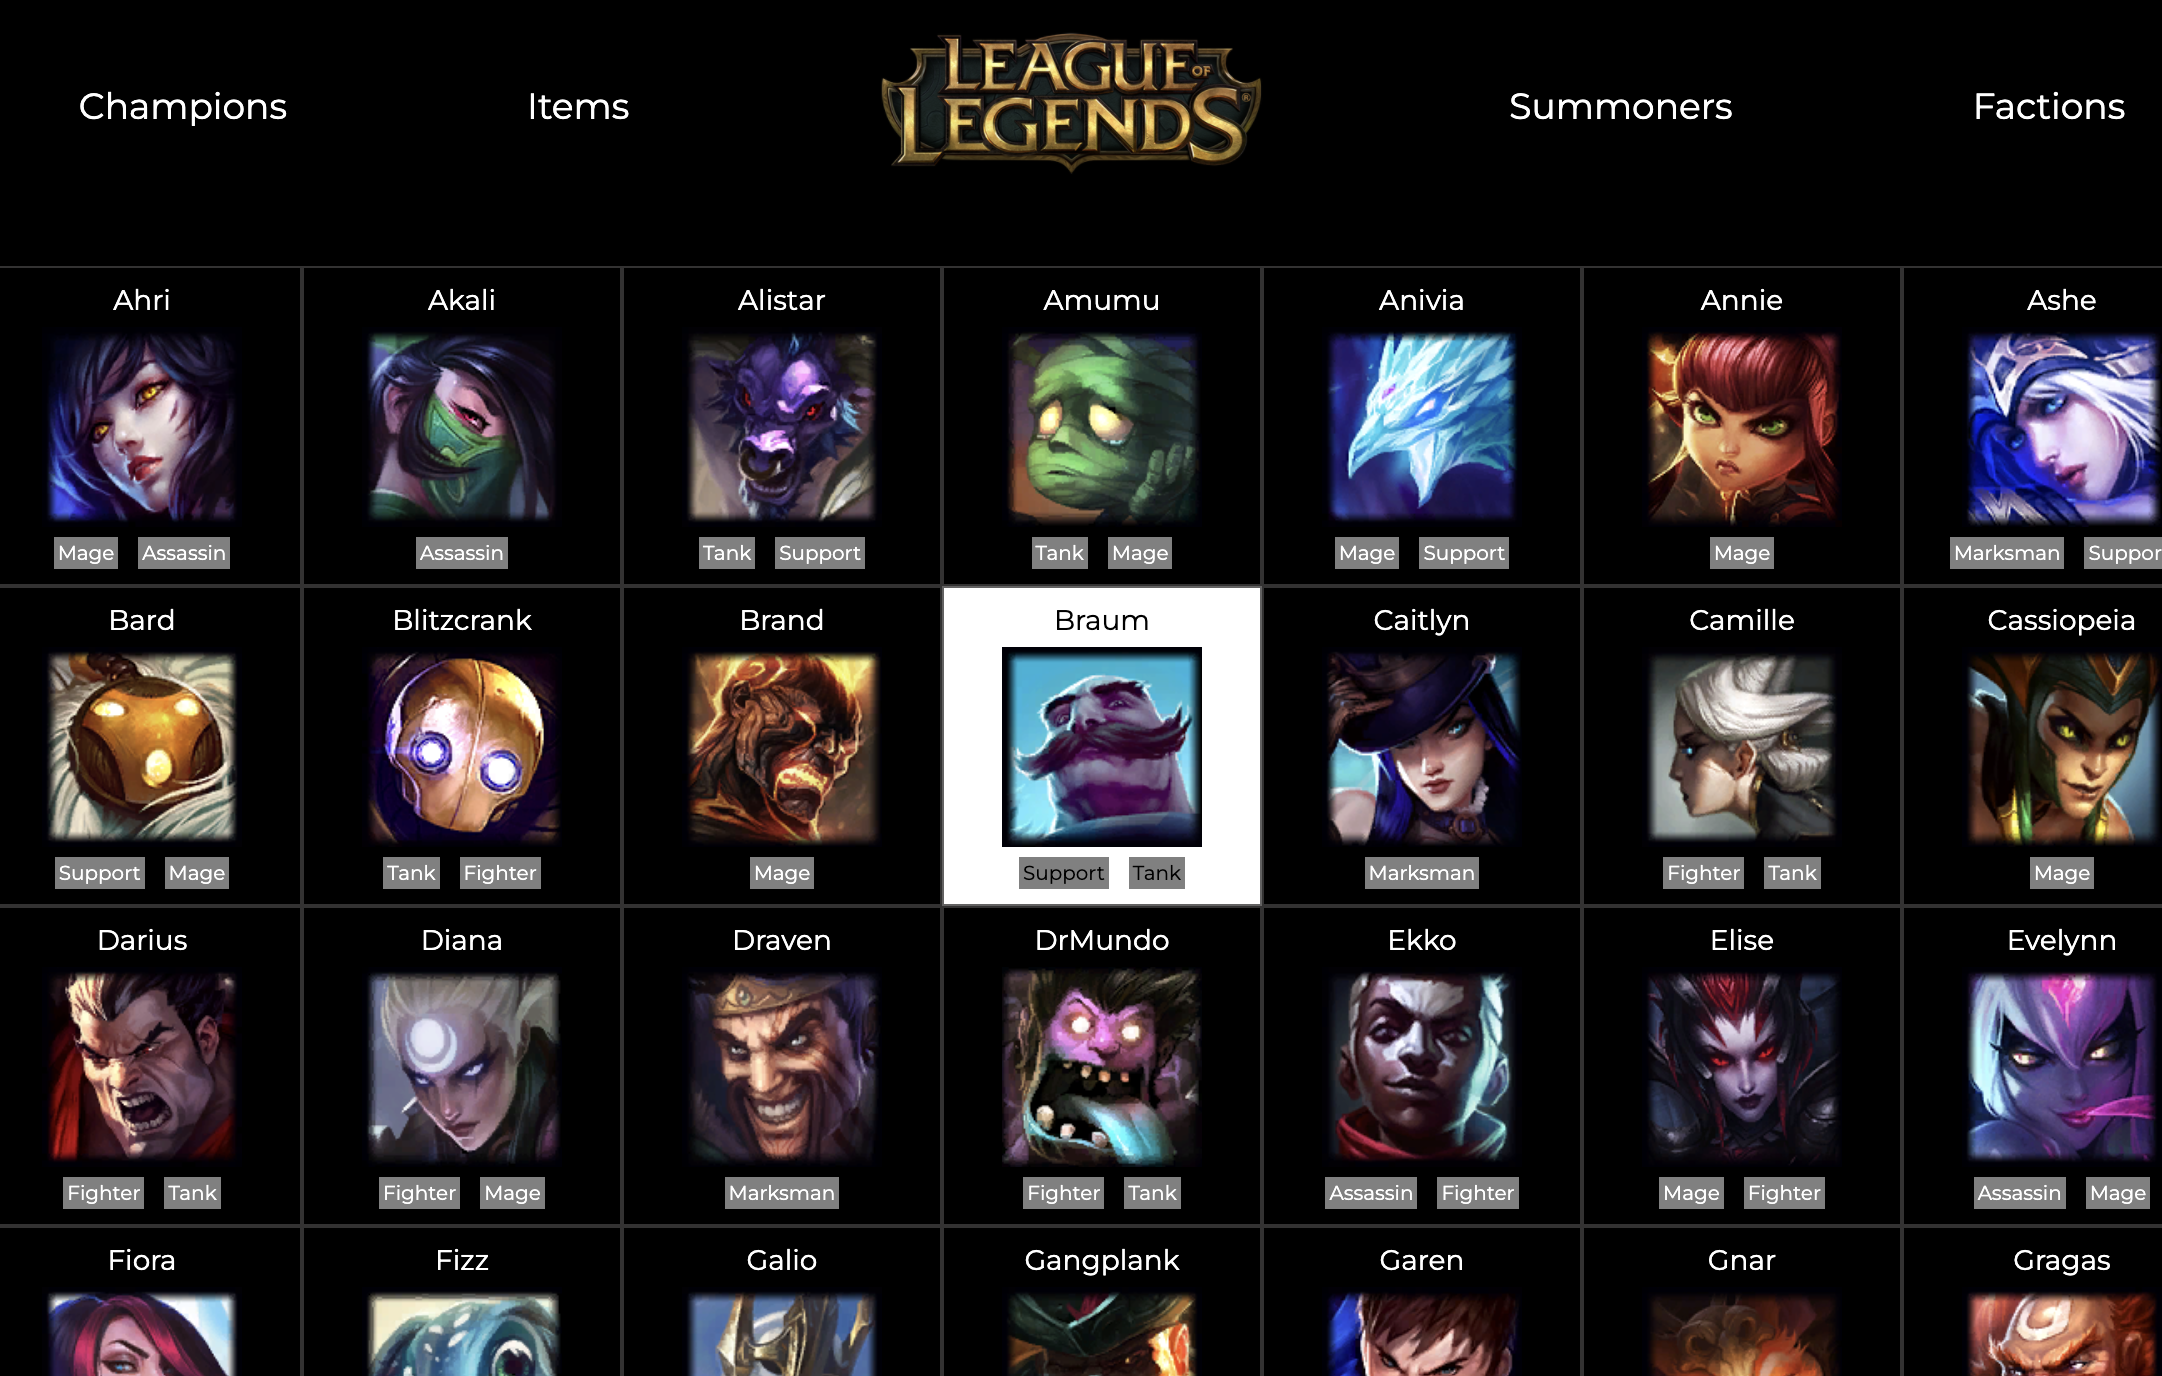 Champions
Items
LEAGUE OF LEGENDS®
Summoners
Factions
Ahri
Akali
Alistar
Amumu
Anivia
Annie
Ashe
Mage Assassin
Assassin
Tank Support
Tank Mage
Mage Support
Mage
Marksman Suppor
Bard
Blitzcrank
Brand
Braum
Caitlyn
Camille
Cassiopeia
Support Mage
Tank Fighter
Mage
Support Tank
Marksman
Fighter Tank
Mage
Darius
Diana
Draven
DrMundo
Ekko
Elise
Evelynn
Fighter Tank
Fighter Mage
Marksman
Fighter Tank
Assassin Fighter
Mage Fighter
Assassin Mage
Fiora
Fizz
Galio
Gangplank
Garen
Gnar
Gragas